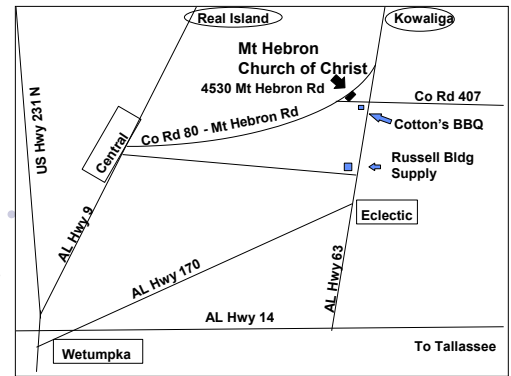 Real Island
Kowaliga
Mt Hebron
Church of Christ
4530 Mt Hebron Rd
US Hwy 231 N
Co Rd 407
Co Rd 80 - Mt Hebron Rd
Cotton's BBQ
Central
Russell Bldg
Supply
Eclectic
AL Hwy 9
AL Hwy 170
AL Hwy 63
AL Hwy 14
Wetumpka
To Tallassee